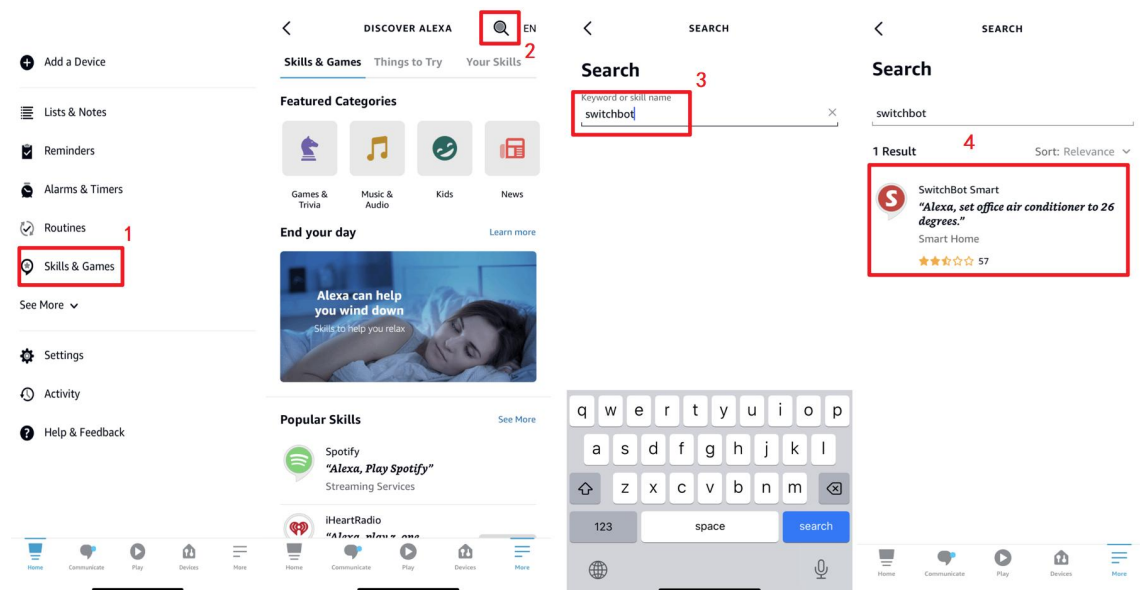 Add a Device
Lists & Notes
Reminders
Alarms & Timers
Routines
1
Skills & Games
See More
Settings
Activity
Help & Feedback
Home
Communicate
Play
Devices
More
DISCOVER ALEXA
EN
2
Skills & Games
Things to Try
Your Skills
Featured Categories
Games &
Trivia
Music &
Audio
Kids
News
End your day
Learn more
Alexa can help
you wind down
Skills to help you relax
Popular Skills
See More
Spotify
“Alexa, Play Spotify”
Streaming Services
iHeartRadio
“Alexa, play z. one
Home
Communicate
Play
Devices
More
SEARCH
Search
3
Keyword or skill name
switchbot
q w e r t y u i o p
a s d f g h j k l
z x c v b n m
123
space
search
SEARCH
Search
switchbot
1 Result
4
Sort: Relevance
S
SwitchBot Smart
“Alexa, set office air conditioner to 26
degrees.”
Smart Home
57
Home
Communicate
Play
Devices
More